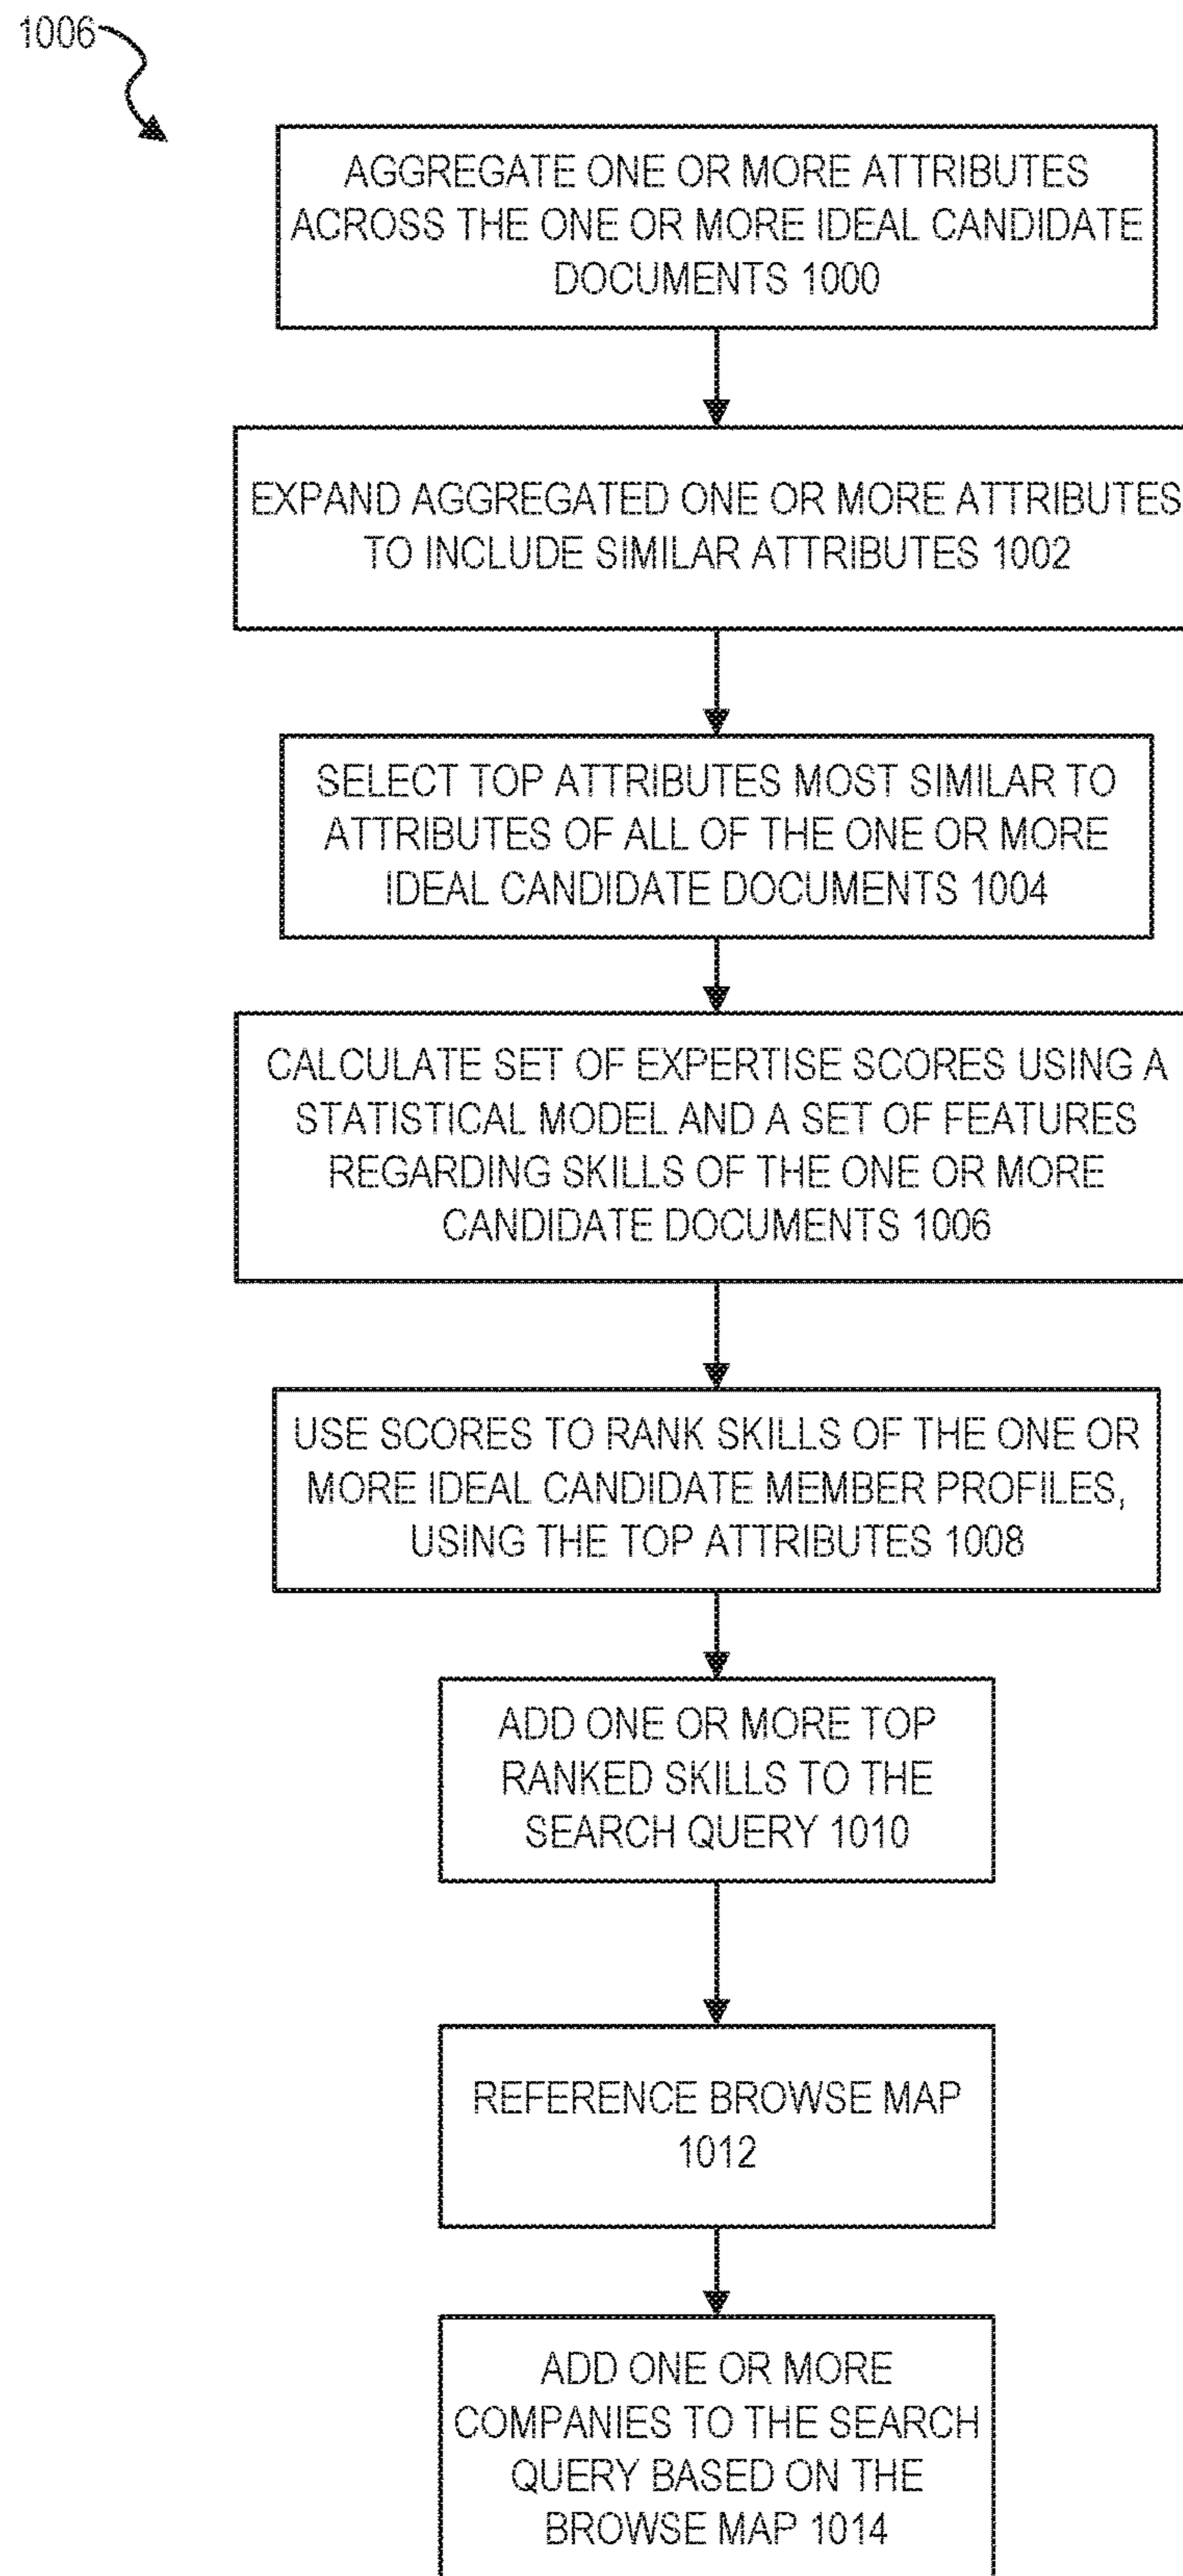 1006
AGGREGATE ONE OR MORE ATTRIBUTES
ACROSS THE ONE OR MORE IDEAL CANDIDATE
DOCUMENTS 1000
EXPAND AGGREGATED ONE OR MORE ATTRIBUTES
TO INCLUDE SIMILAR ATTRIBUTES 1002
SELECT TOP ATTRIBUTES MOST SIMILAR TO
ATTRIBUTES OF ALL OF THE ONE OR MORE
IDEAL CANDIDATE DOCUMENTS 1004
CALCULATE SET OF EXPERTISE SCORES USING A
STATISTICAL MODEL AND A SET OF FEATURES
REGARDING SKILLS OF THE ONE OR MORE
CANDIDATE DOCUMENTS 1006
USE SCORES TO RANK SKILLS OF THE ONE OR
MORE IDEAL CANDIDATE MEMBER PROFILES,
USING THE TOP ATTRIBUTES 1008
ADD ONE OR MORE TOP
RANKED SKILLS TO THE
SEARCH QUERY 1010
REFERENCE BROWSE MAP
1012
ADD ONE OR MORE
COMPANIES TO THE SEARCH
QUERY BASED ON THE
BROWSE MAP 1014